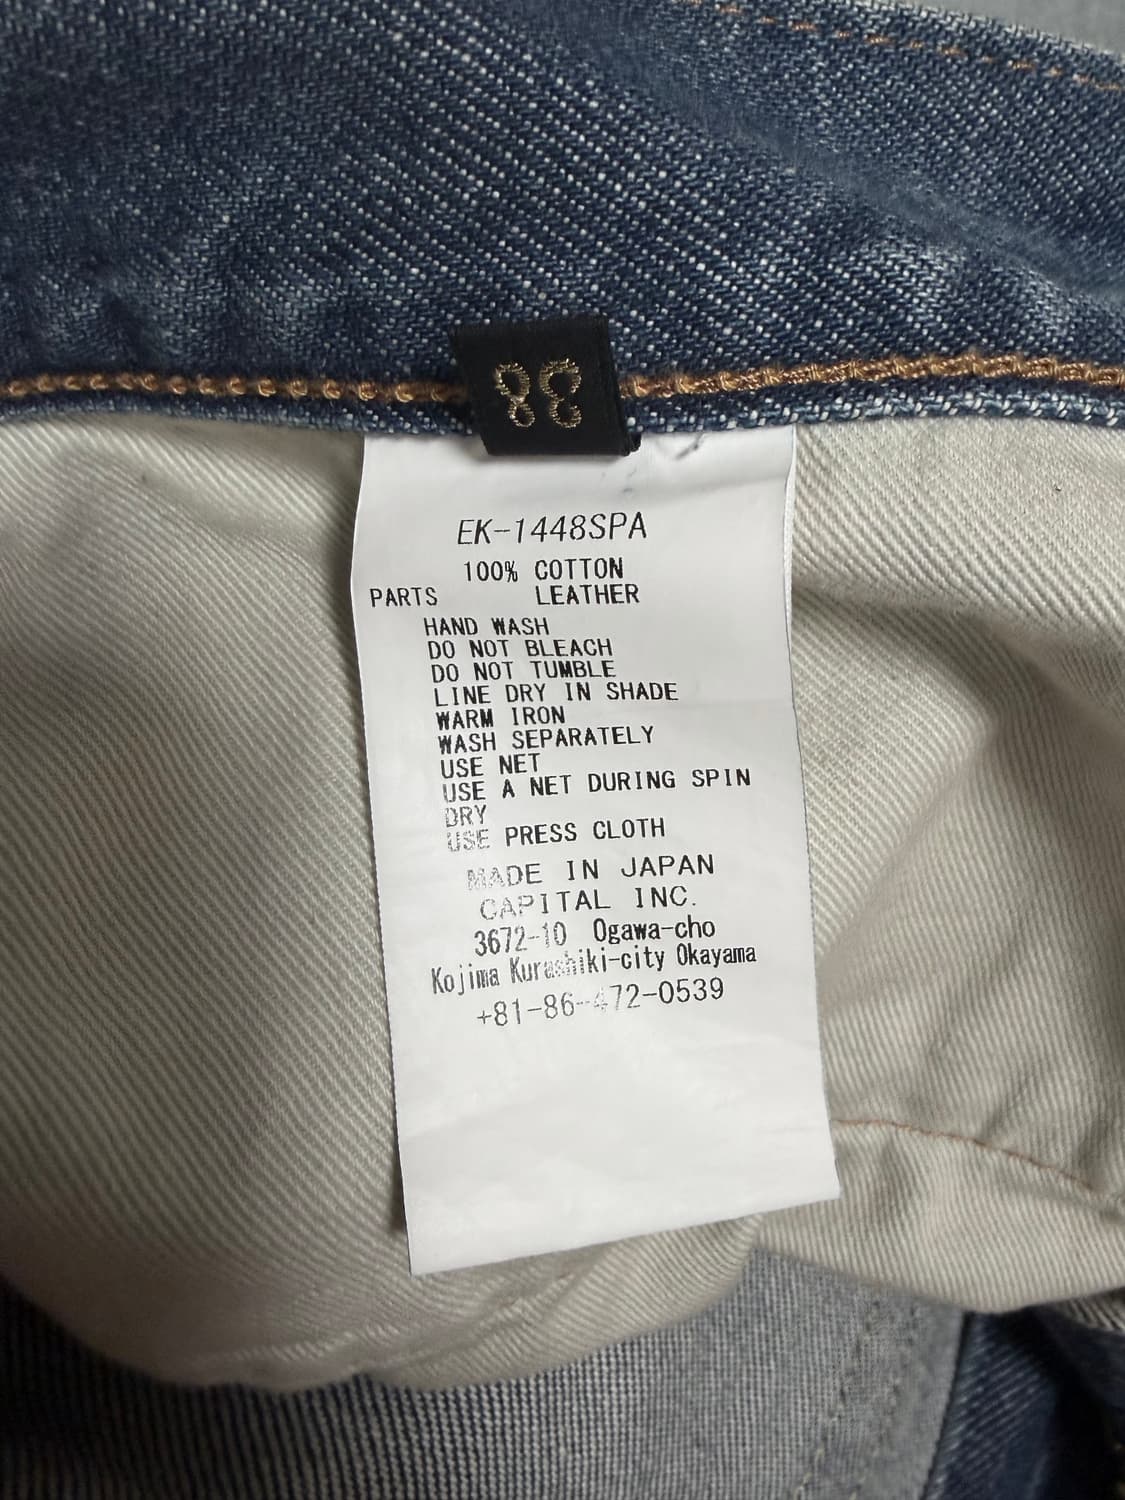 38
EK-1448SPA
100% COTTON
PARTS LEATHER
HAND WASH
DO NOT BLEACH
DO NOT TUMBLE
LINE DRY IN SHADE
WARM IRON
WASH SEPARATELY
USE NET
USE A NET DURING SPIN
DRY
USE PRESS CLOTH
MADE IN JAPAN
CAPITAL INC.
3672-10 Ogawa-cho
Kojima Kurashiki-city Okayama
+81-86-472-0539